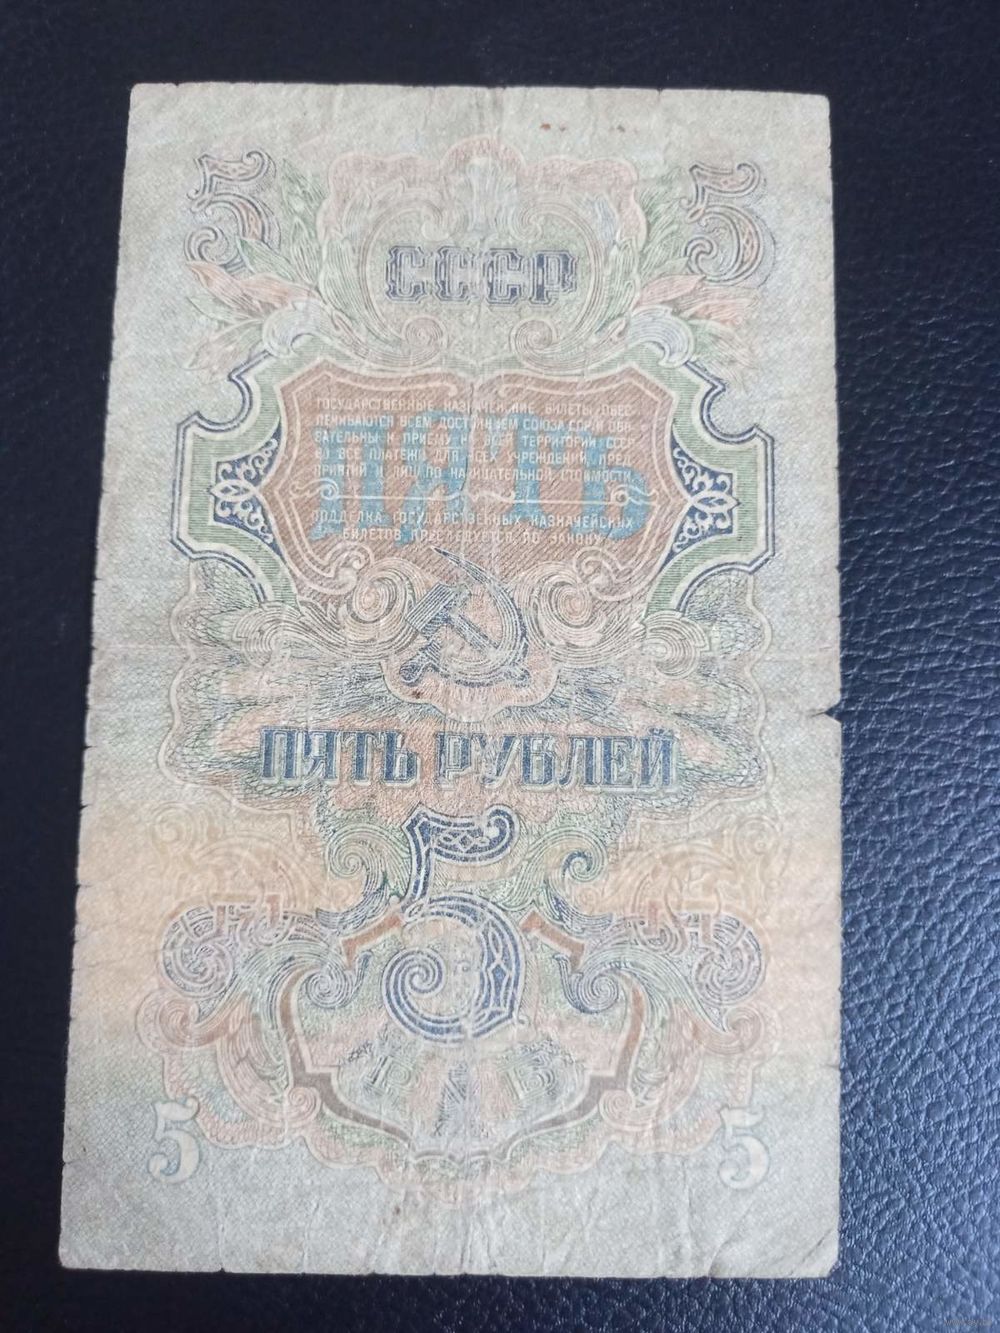 5 5
СССР
ГОСУДАРСТВЕННЫЕ КАЗНАЧЕЙСКИЕ БИЛЕТЫ ОБЕС-
ПЕЧИВАЮТСЯ ВСЕМ ДОСТОЯНИЕМ СОЮЗА ССР И ОБЯ-
ЗАТЕЛЬНЫ К ПРИЕМУ НА ВСЕЙ ТЕРРИТОРИИ СССР
ВО ВСЕ ПЛАТЕЖИ ДЛЯ ВСЕХ УЧРЕЖДЕНИЙ, ПРЕД-
ПРИЯТИЙ И ЛИЦ ПО НАРИЦАТЕЛЬНОЙ СТОИМОСТИ.
ПЯТЬ
ПОДДЕЛКА ГОСУДАРСТВЕННЫХ КАЗНАЧЕЙСКИХ
БИЛЕТОВ ПРЕСЛЕДУЕТСЯ ПО ЗАКОНУ.
ПЯТЬ РУБЛЕЙ
5
5 5